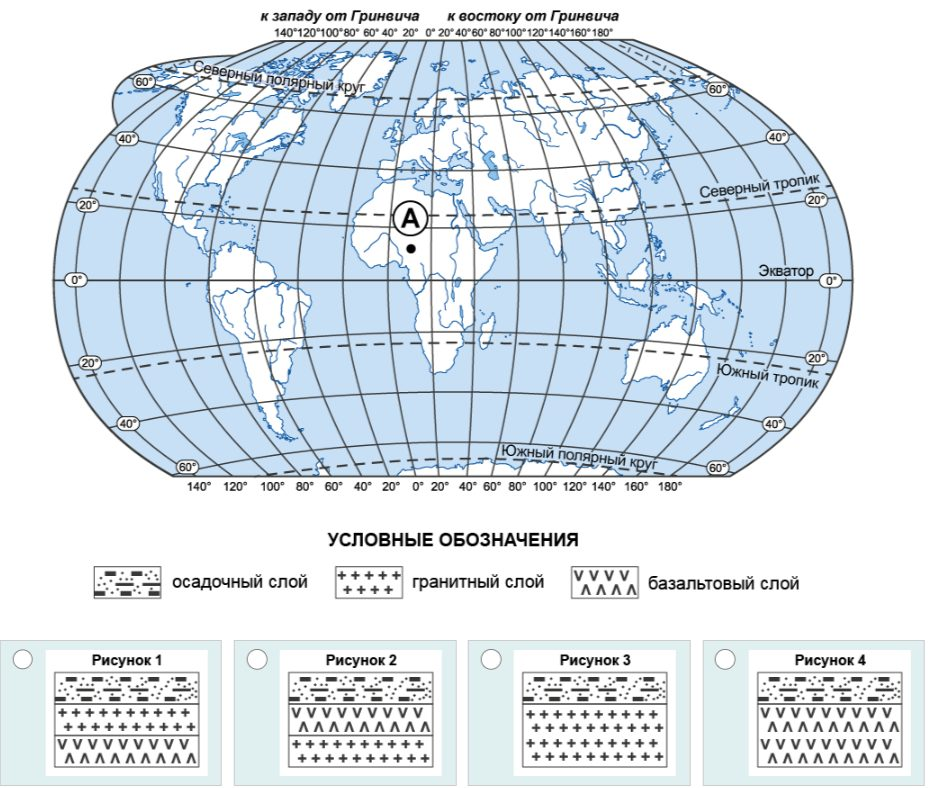 к западу от Гринвича к востоку от Гринвича
140°120°100°80° 60° 40° 20° 0° 20° 40°60°80°100°120°140°160°180°
Северный полярный круг
60° 60°
40° 40°
Северный тропик
20° 20°
А
Экватор
0° 0°
20° 20°
Южный тропик
40° 40°
Южный полярный круг
60° 60°
140° 120° 100° 80° 60° 40° 20° 0° 20° 40° 60° 80° 100° 120° 140° 160° 180°
УСЛОВНЫЕ ОБОЗНАЧЕНИЯ
осадочный слой гранитный слой базальтовый слой
Рисунок 1 Рисунок 2 Рисунок 3 Рисунок 4